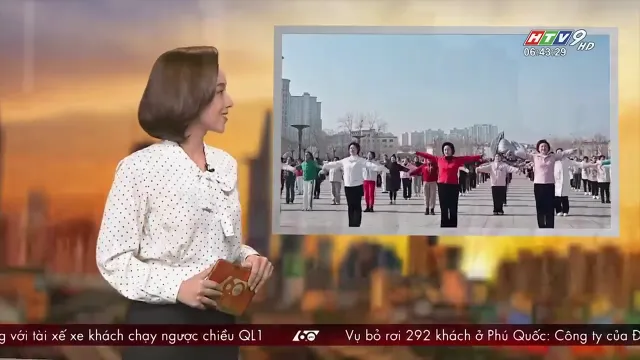 HTV9 HD
06:43:29
g với tài xế xe khách chạy ngược chiều QL1
Vụ bỏ rơi 292 khách ở Phú Quốc: Công ty của Đ